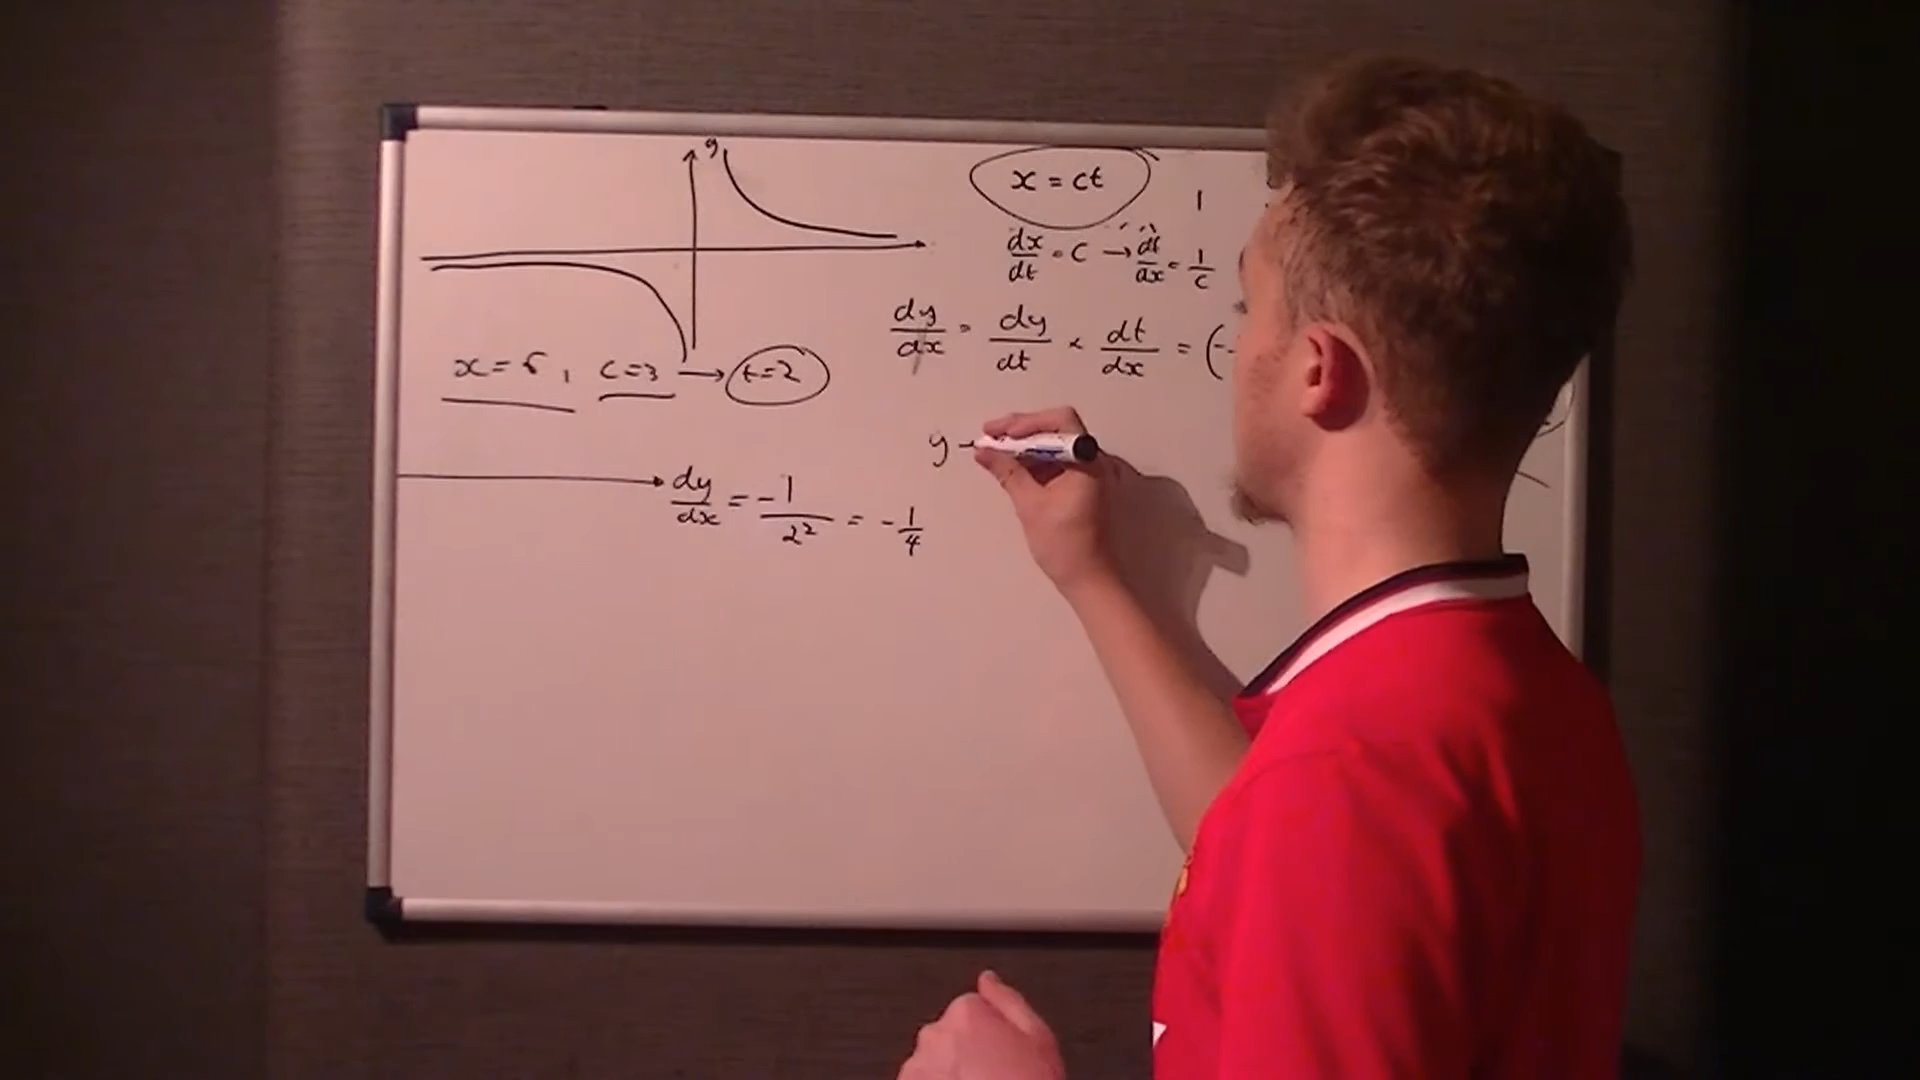 y
x = ct
1
dx/dt = c → dt/dx = 1/c
dy/dx = dy/dt × dt/dx = (-
x = 6, c = 3 → t = 2
y -
dy/dx = -1/2² = -1/4